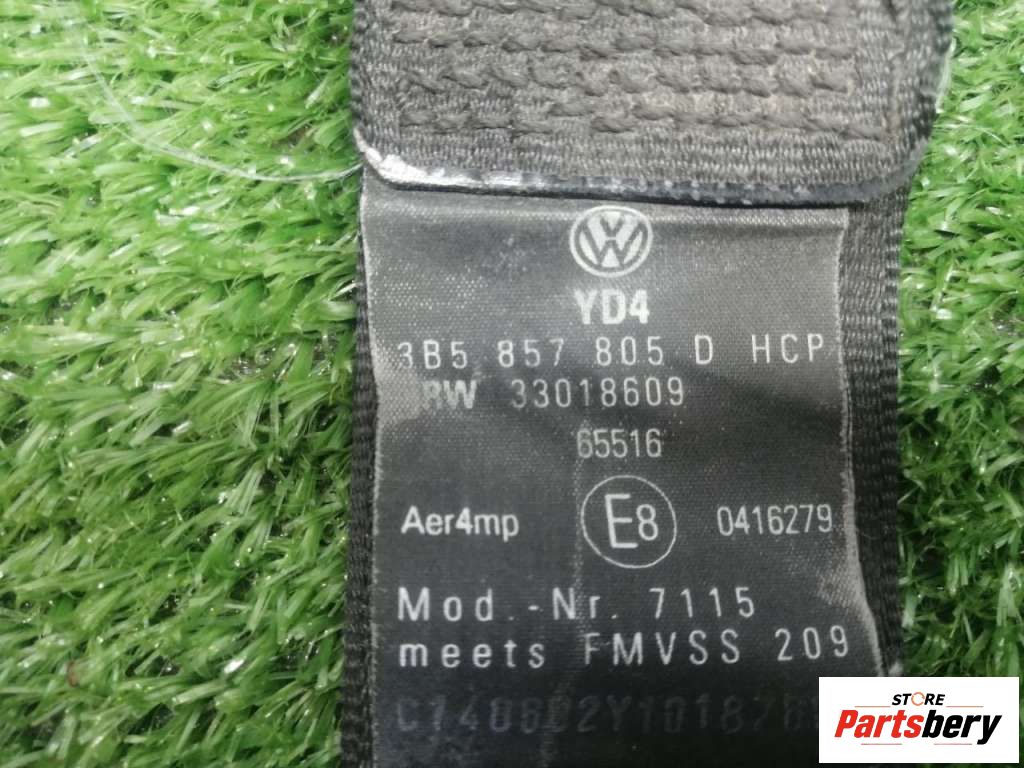 YD4
3B5 857 805 D HCP
33018609
65516
Aer4mp E8 0416279
Mod.-Nr. 7115
meets FMVSS 209
STORE
Partsbery